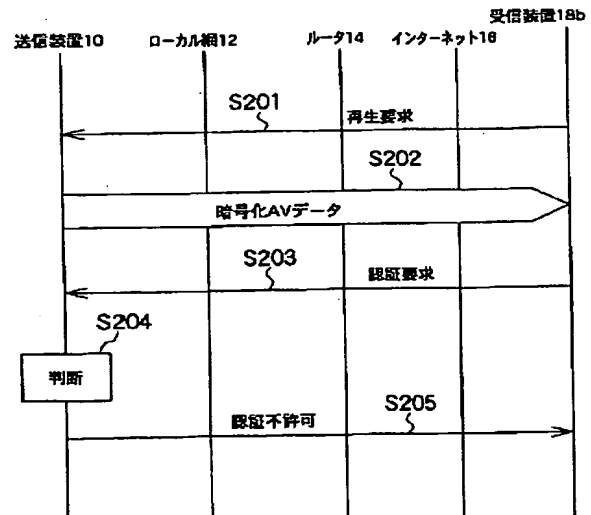 受信装置18b
送信装置10
ローカル網12
ルータ14
インターネット16
S201
再生要求
S202
暗号化AVデータ
S203
認証要求
S204
判断
S205
認証不許可